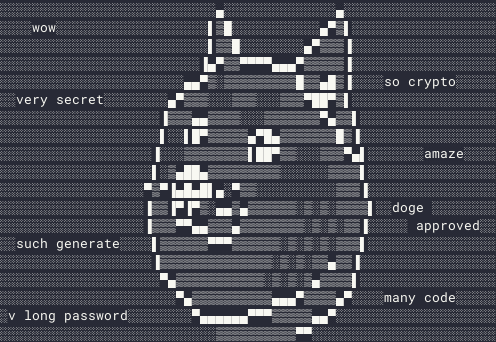 wow
so crypto
very secret
amaze
doge
approved
such generate
many code
v long password